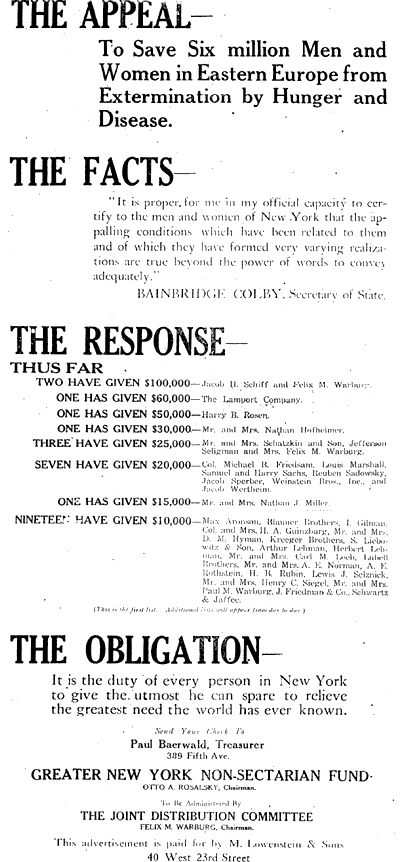 THE APPEAL—
To Save Six million Men and
Women in Eastern Europe from
Extermination by Hunger and
Disease.
THE FACTS—
"It is proper, for me in my official capacity to cer-
tify to the men and women of New York that the ap-
palling conditions which have been related to them
and of which they have formed very varying realiza-
tions are true beyond the power of words to convey
adequately."
BAINBRIDGE COLBY, Secretary of State.
THE RESPONSE—
THUS FAR
TWO HAVE GIVEN $100,000—Jacob H. Schiff and Felix M. Warburg.
ONE HAS GIVEN $60,000—The Lamport Company.
ONE HAS GIVEN $50,000—Harry B. Rosen.
ONE HAS GIVEN $30,000—Mr. and Mrs. Nathan Hofheimer.
THREE HAVE GIVEN $25,000—Mr. and Mrs. Schatzkin and Son, Jefferson
Seligman and Mrs. Felix M. Warburg.
SEVEN HAVE GIVEN $20,000—Col. Michael B. Friedsam, Louis Marshall,
Samuel and Harry Sachs, Reuben Sadowsky,
Jacob Sperber, Weinstein Bros., Inc., and
Jacob Wertheim.
ONE HAS GIVEN $15,000—Mr. and Mrs. Nathan J. Miller.
NINETEEN HAVE GIVEN $10,000—Max Aronson, Blauner Brothers, I. Gilman,
Col. and Mrs. H. A. Guinzburg, Mr. and Mrs.
D. M. Hyman, Kreeger Brothers, S. Liebo-
witz & Son, Arthur Lehman, Herbert Leh-
man, Mr. and Mrs. Carl M. Loeb, Lubell
Brothers, Mr. and Mrs. A. E. Norman, A. E.
Rothstein, H. B. Rubin, Lewis J. Selznick,
Mr. and Mrs. Henry C. Siegel, Mr. and Mrs.
Paul M. Warburg, J. Friedman & Co., Schwartz
& Jaffee.
(This is the first list. Additional lists will appear from day to day.)
THE OBLIGATION—
It is the duty of every person in New York
to give the utmost he can spare to relieve
the greatest need the world has ever known.
Send Your Check To
Paul Baerwald, Treasurer
389 Fifth Ave.
GREATER NEW YORK NON-SECTARIAN FUND
OTTO A. ROSALSKY, Chairman.
To Be Administered By
THE JOINT DISTRIBUTION COMMITTEE
FELIX M. WARBURG, Chairman.
This advertisement is paid for by M. Lowenstein & Sons
40 West 23rd Street